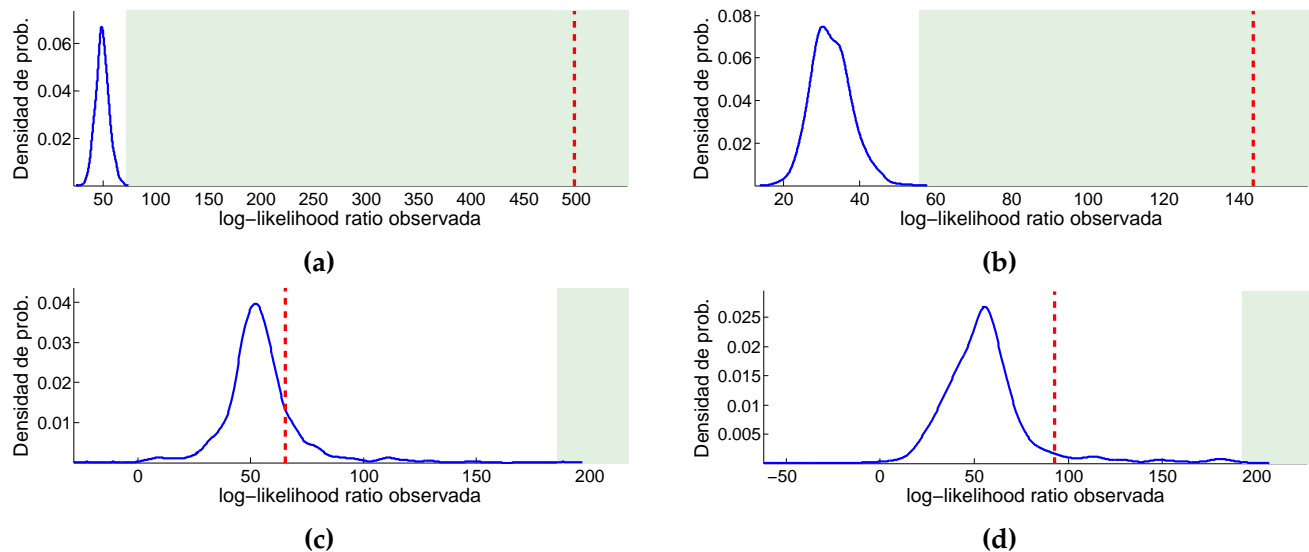 Densidad de prob.
0.06
0.04
0.02
50 100 150 200 250 300 350 400 450 500
log−likelihood ratio observada
(a)
Densidad de prob.
0.08
0.06
0.04
0.02
20 40 60 80 100 120 140
log−likelihood ratio observada
(b)
Densidad de prob.
0.04
0.03
0.02
0.01
0 50 100 150 200
log−likelihood ratio observada
(c)
Densidad de prob.
0.025
0.02
0.015
0.01
0.005
−50 0 50 100 150 200
log−likelihood ratio observada
(d)